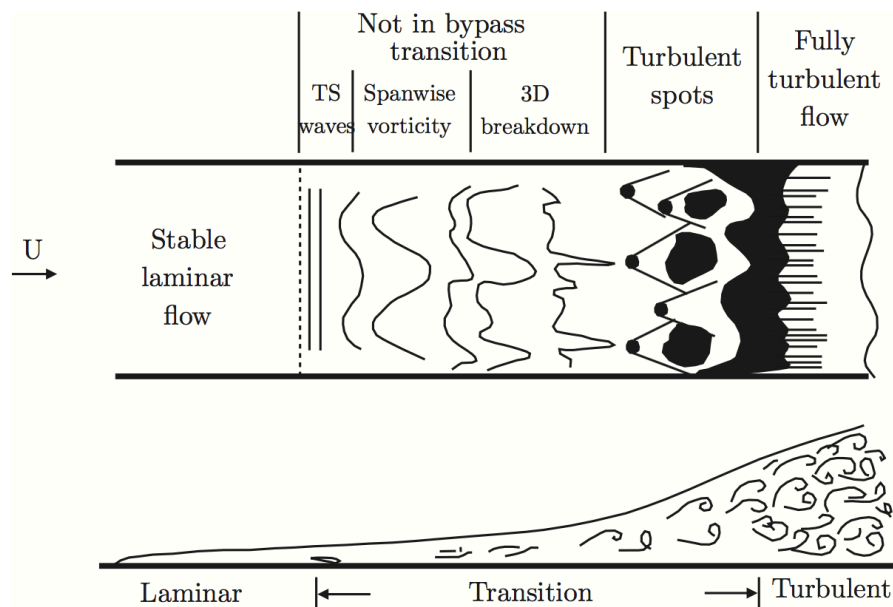 Not in bypass
transition
TS
waves
Spanwise
vorticity
3D
breakdown
Turbulent
spots
Fully
turbulent
flow
U
Stable
laminar
flow
Laminar
Transition
Turbulent